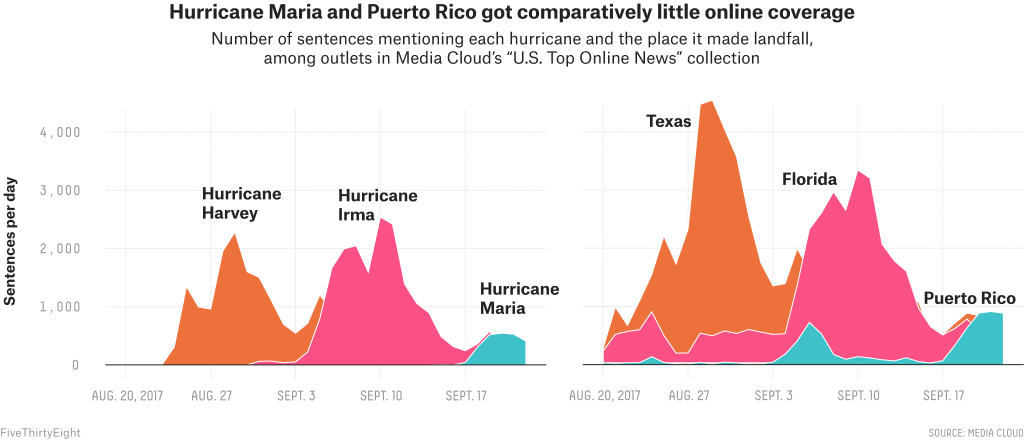 Hurricane Maria and Puerto Rico got comparatively little online coverage
Number of sentences mentioning each hurricane and the place it made landfall,
among outlets in Media Cloud’s “U.S. Top Online News” collection
Sentences per day
4,000
3,000
2,000
1,000
0
Hurricane
Harvey
Hurricane
Irma
Hurricane
Maria
AUG. 20, 2017
AUG. 27
SEPT. 3
SEPT. 10
SEPT. 17
Texas
Florida
Puerto Rico
AUG. 20, 2017
AUG. 27
SEPT. 3
SEPT. 10
SEPT. 17
FiveThirtyEight
SOURCE: MEDIA CLOUD